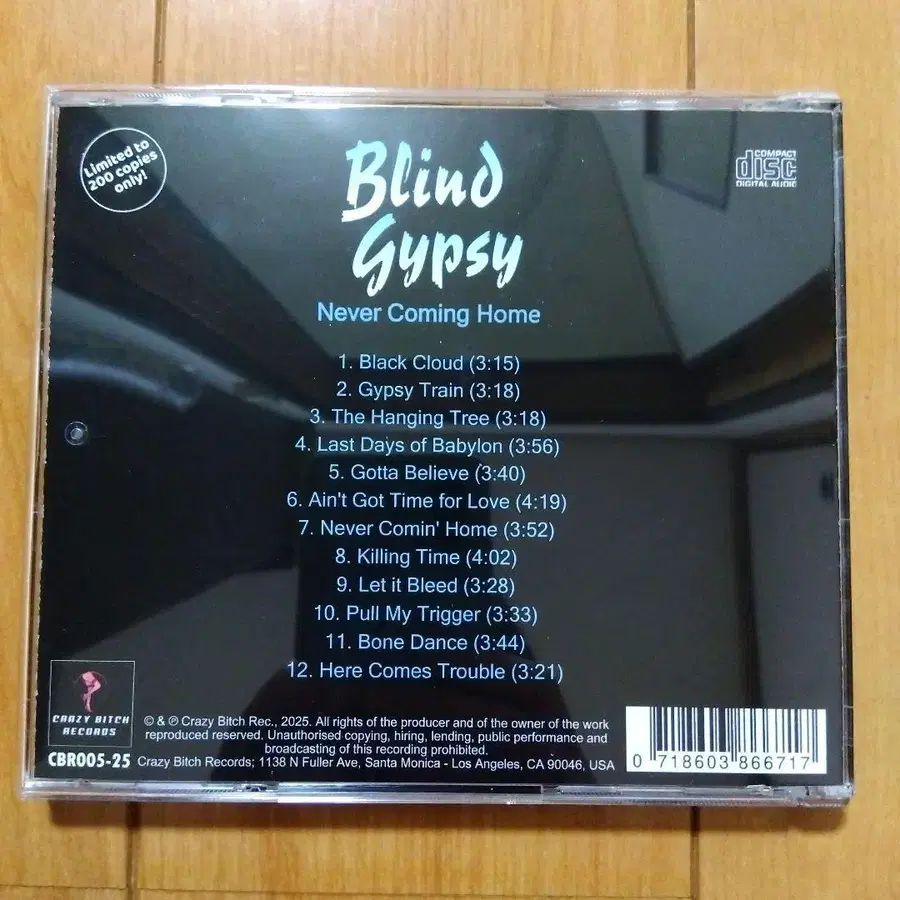 Limited to
200 copies
only!
COMPACT
disc
DIGITAL AUDIO
Blind
Gypsy
Never Coming Home
1. Black Cloud (3:15)
2. Gypsy Train (3:18)
3. The Hanging Tree (3:18)
4. Last Days of Babylon (3:56)
5. Gotta Believe (3:40)
6. Ain't Got Time for Love (4:19)
7. Never Comin' Home (3:52)
8. Killing Time (4:02)
9. Let it Bleed (3:28)
10. Pull My Trigger (3:33)
11. Bone Dance (3:44)
12. Here Comes Trouble (3:21)
CRAZY BITCH
RECORDS
CBR005-25
© & ℗ Crazy Bitch Rec., 2025. All rights of the producer and of the owner of the work
reproduced reserved. Unauthorised copying, hiring, lending, public performance and
broadcasting of this recording prohibited.
Crazy Bitch Records; 1138 N Fuller Ave, Santa Monica - Los Angeles, CA 90046, USA
0 718603 866717